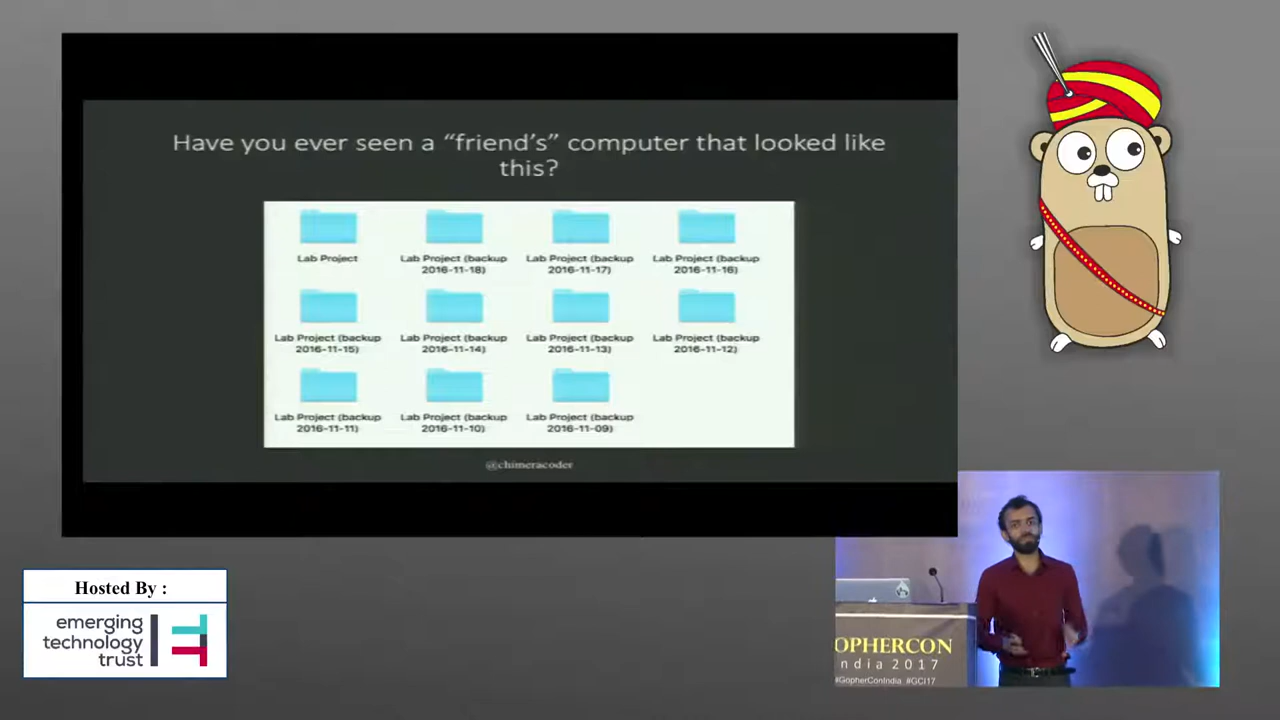 Have you ever seen a “friend’s” computer that looked like
this?
Lab Project
Lab Project (backup
2016-11-18)
Lab Project (backup
2016-11-17)
Lab Project (backup
2016-11-16)
Lab Project (backup
2016-11-15)
Lab Project (backup
2016-11-14)
Lab Project (backup
2016-11-13)
Lab Project (backup
2016-11-12)
Lab Project (backup
2016-11-11)
Lab Project (backup
2016-11-10)
Lab Project (backup
2016-11-09)
@chimeracoder
Hosted By :
emerging
technology
trust
OPHERCON
ndia 2017
#GopherConIndia #GCI17